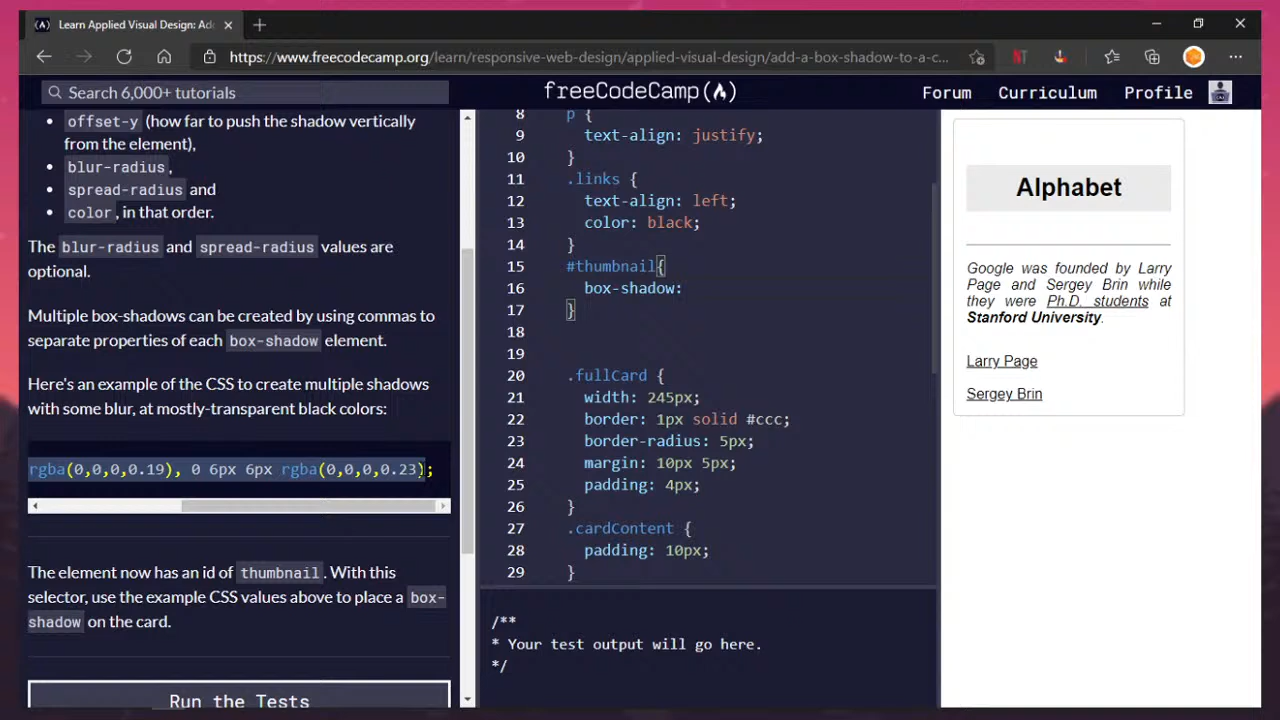 Learn Applied Visual Design: Ad
https://www.freecodecamp.org/learn/responsive-web-design/applied-visual-design/add-a-box-shadow-to-a-c...
Search 6,000+ tutorials
freeCodeCamp
Forum
Curriculum
Profile
offset-y (how far to push the shadow vertically
from the element),
blur-radius,
spread-radius and
color, in that order.
The blur-radius and spread-radius values are
optional.
Multiple box-shadows can be created by using commas to
separate properties of each box-shadow element.
Here's an example of the CSS to create multiple shadows
with some blur, at mostly-transparent black colors:
rgba(0,0,0,0.19), 0 6px 6px rgba(0,0,0,0.23);
The element now has an id of thumbnail. With this
selector, use the example CSS values above to place a box-
shadow on the card.
Run the Tests
8 p {
9 text-align: justify;
10 }
11 .links {
12 text-align: left;
13 color: black;
14 }
15 #thumbnail{
16 box-shadow:
17 }
18
19
20 .fullCard {
21 width: 245px;
22 border: 1px solid #ccc;
23 border-radius: 5px;
24 margin: 10px 5px;
25 padding: 4px;
26 }
27 .cardContent {
28 padding: 10px;
29 }
/**
* Your test output will go here.
*/
Alphabet
Google was founded by Larry
Page and Sergey Brin while
they were Ph.D. students at
Stanford University.
Larry Page
Sergey Brin